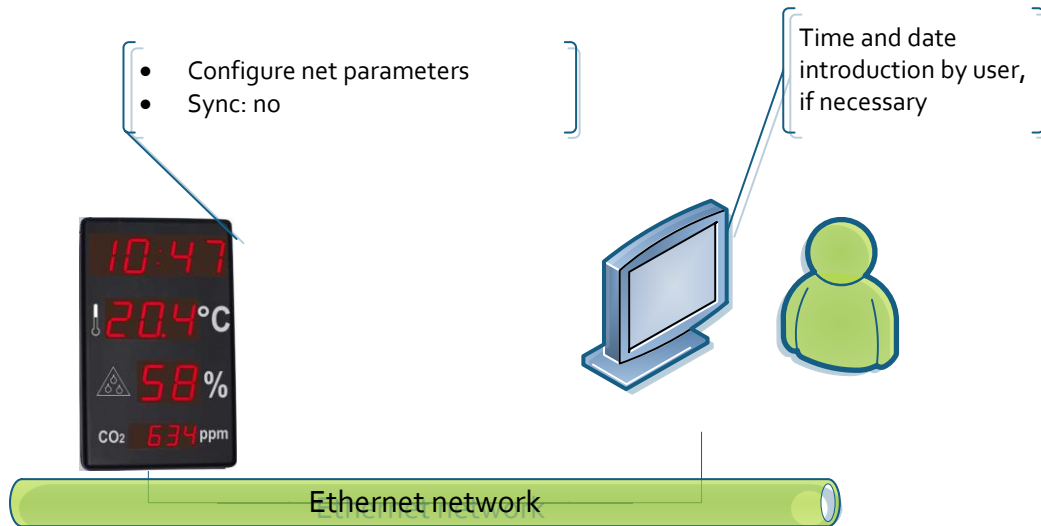 • Configure net parameters
• Sync: no
Time and date
introduction by user,
if necessary
10:47
20.4°C
58%
CO2 634 ppm
Ethernet network